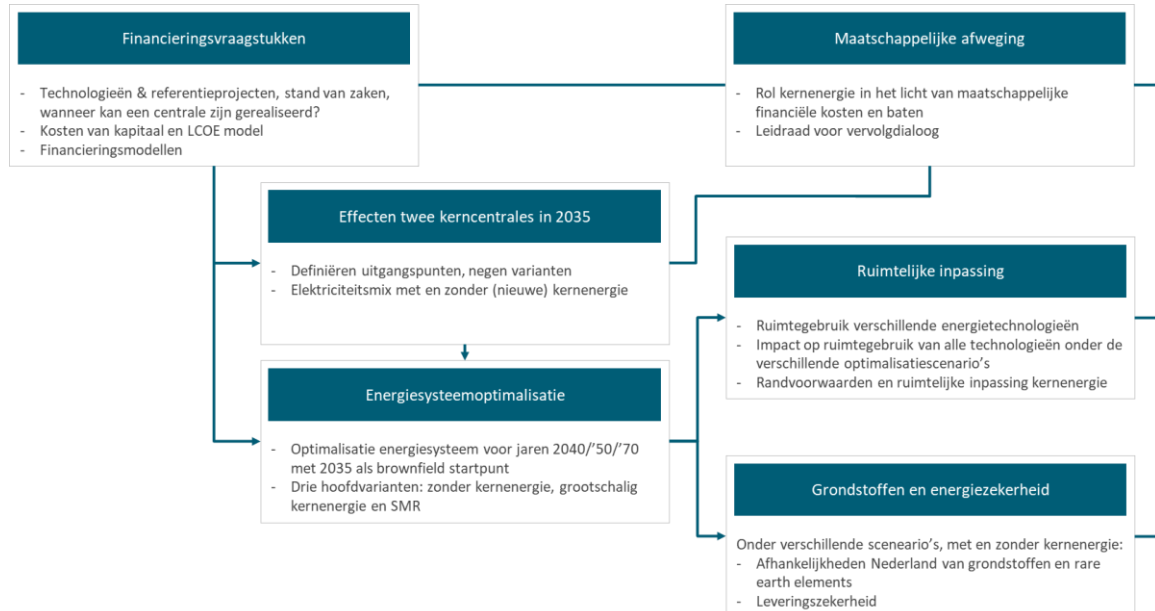 Financieringsvraagstukken
- Technologieën & referentieprojecten, stand van zaken,
wanneer kan een centrale zijn gerealiseerd?
- Kosten van kapitaal en LCOE model
- Financieringsmodellen
Maatschappelijke afweging
- Rol kernenergie in het licht van maatschappelijke
financiële kosten en baten
- Leidraad voor vervolgdialoog
Effecten twee kerncentrales in 2035
- Definiëren uitgangspunten, negen varianten
- Elektriciteitsmix met en zonder (nieuwe) kernenergie
Ruimtelijke inpassing
- Ruimtegebruik verschillende energietechnologieën
- Impact op ruimtegebruik van alle technologieën onder de
verschillende optimalisatiescenario's
- Randvoorwaarden en ruimtelijke inpassing kernenergie
Energiesysteemoptimalisatie
- Optimalisatie energiesysteem voor jaren 2040/'50/'70
met 2035 als brownfield startpunt
- Drie hoofdvarianten: zonder kernenergie, grootschalig
kernenergie en SMR
Grondstoffen en energiezekerheid
Onder verschillende sceneario's, met en zonder kernenergie:
- Afhankelijkheden Nederland van grondstoffen en rare
earth elements
- Leveringszekerheid